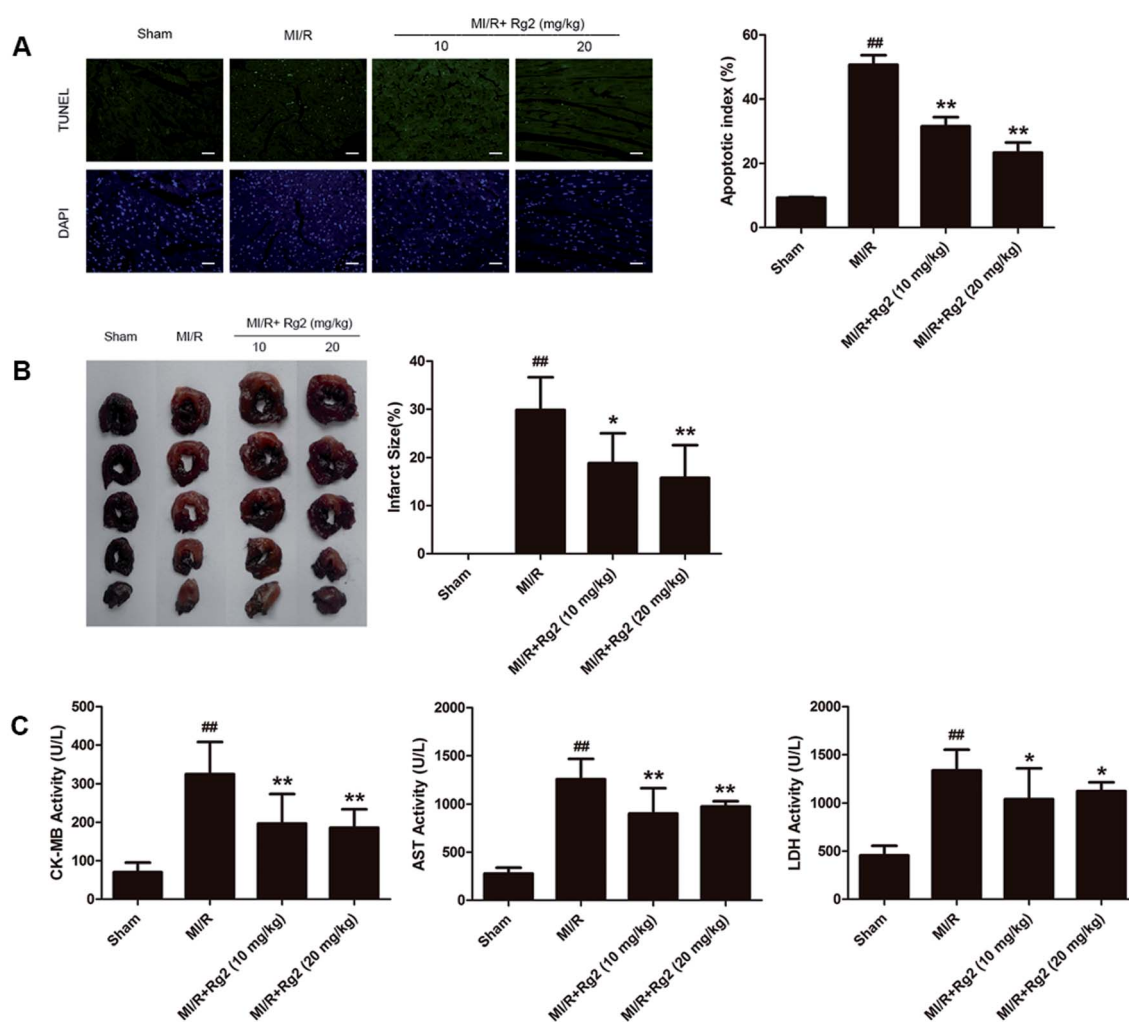 A
Sham
MI/R
MI/R+ Rg2 (mg/kg)
10
20
TUNEL
DAPI
Apoptotic index (%)
60
40
20
0
##
**
**
Sham
MI/R
MI/R+Rg2 (10 mg/kg)
MI/R+Rg2 (20 mg/kg)
B
Sham
MI/R
MI/R+ Rg2 (mg/kg)
10
20
Infarct Size(%)
40
30
20
10
0
##
*
**
Sham
MI/R
MI/R+Rg2 (10 mg/kg)
MI/R+Rg2 (20 mg/kg)
C
CK-MB Activity (U/L)
500
400
300
200
100
0
##
**
**
Sham
MI/R
MI/R+Rg2 (10 mg/kg)
MI/R+Rg2 (20 mg/kg)
AST Activity (U/L)
2000
1500
1000
500
0
##
**
**
Sham
MI/R
MI/R+Rg2 (10 mg/kg)
MI/R+Rg2 (20 mg/kg)
LDH Activity (U/L)
2000
1500
1000
500
0
##
*
*
Sham
MI/R
MI/R+Rg2 (10 mg/kg)
MI/R+Rg2 (20 mg/kg)